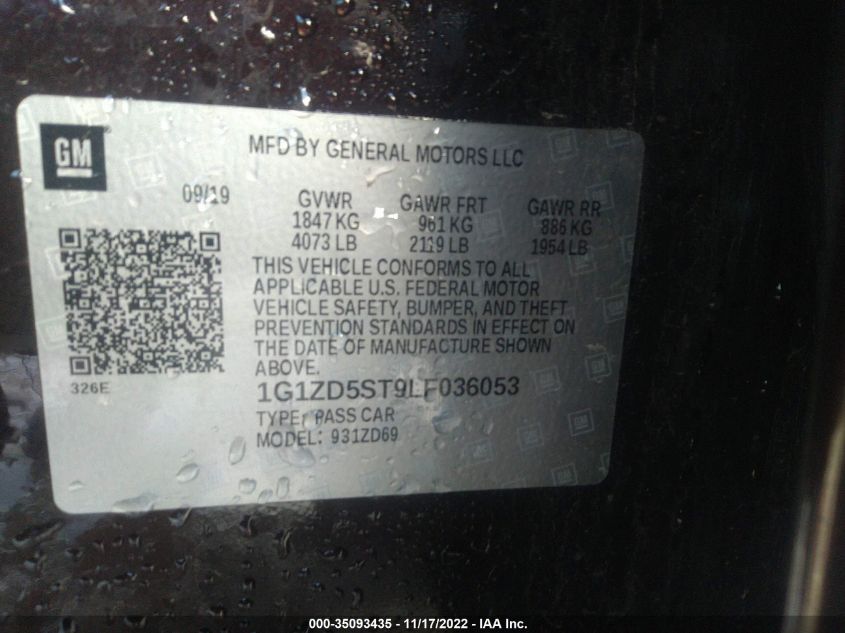 GM
MFD BY GENERAL MOTORS LLC
09/19
GVWR GAWR FRT GAWR RR
1847 KG 961 KG 886 KG
4073 LB 2119 LB 1954 LB
THIS VEHICLE CONFORMS TO ALL
APPLICABLE U.S. FEDERAL MOTOR
VEHICLE SAFETY, BUMPER, AND THEFT
PREVENTION STANDARDS IN EFFECT ON
THE DATE OF MANUFACTURE SHOWN
ABOVE.
326E
1G1ZD5ST9LF036053
TYPE: PASS CAR
MODEL: 931ZD69
000-35093435 - 11/17/2022 - IAA Inc.